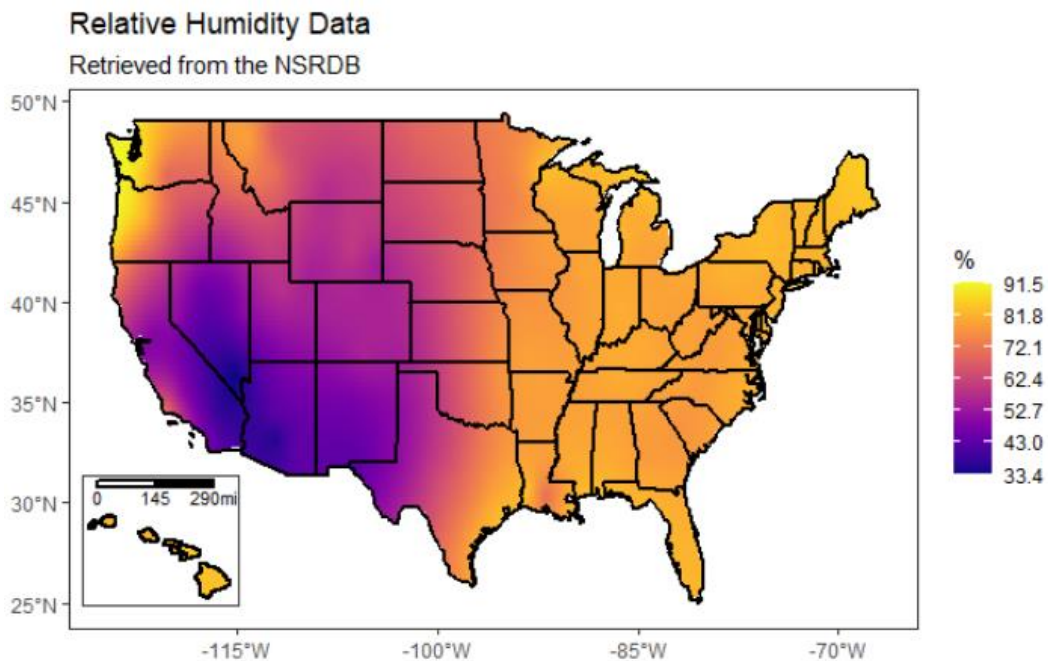 Relative Humidity Data
Retrieved from the NSRDB
50°N
45°N
40°N
35°N
30°N
25°N
0 145 290mi
-115°W -100°W -85°W -70°W
%
91.5
81.8
72.1
62.4
52.7
43.0
33.4